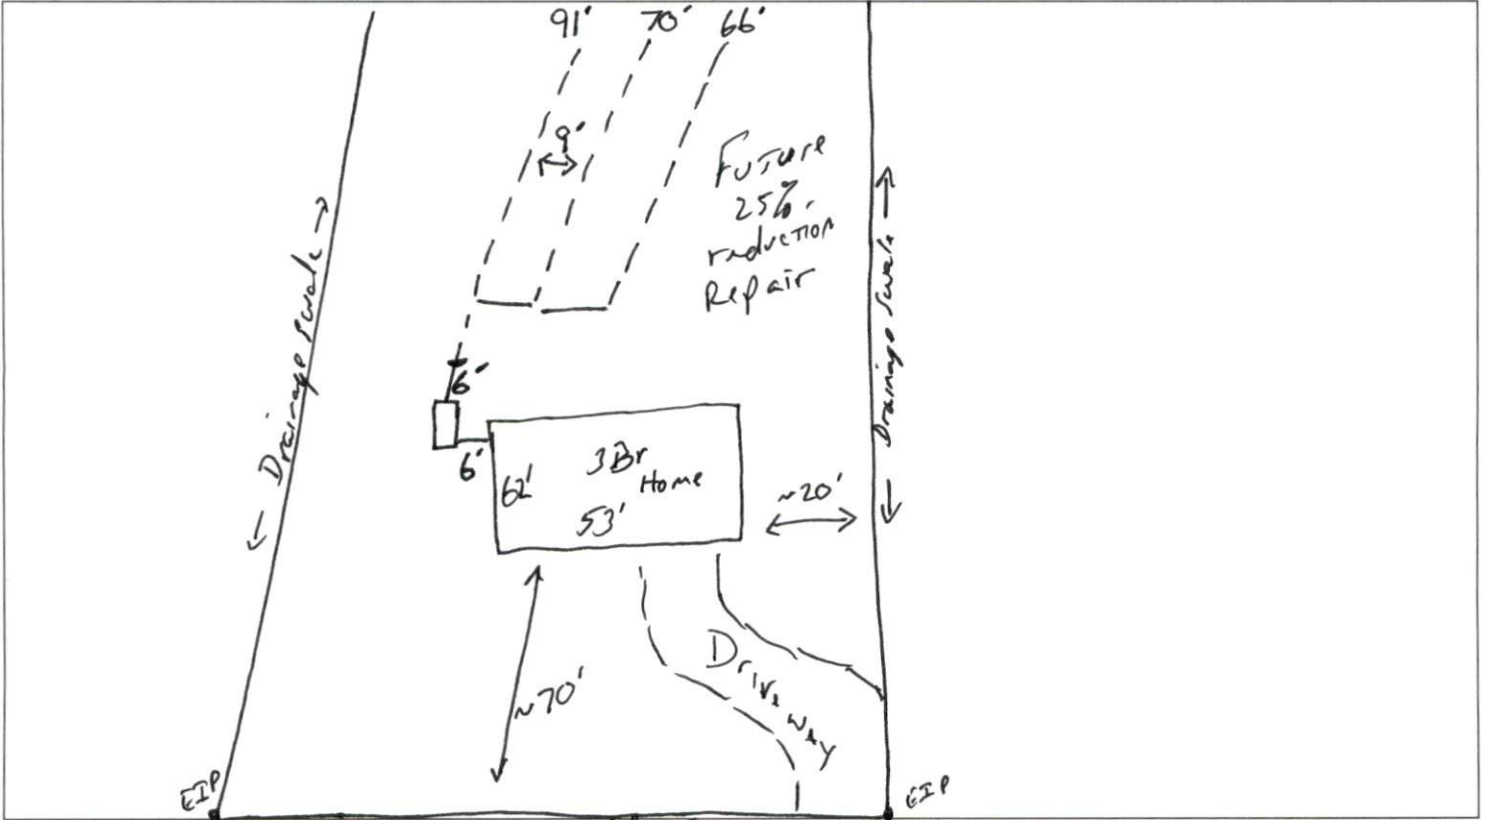 91' 70' 66'
9'
Future
25%
reduction
Repair
← Drainage Swale →
← Drainage Swale →
6'
6'
3Br
Home
62'
53'
~20'
~70'
Driveway
EIP
EIP